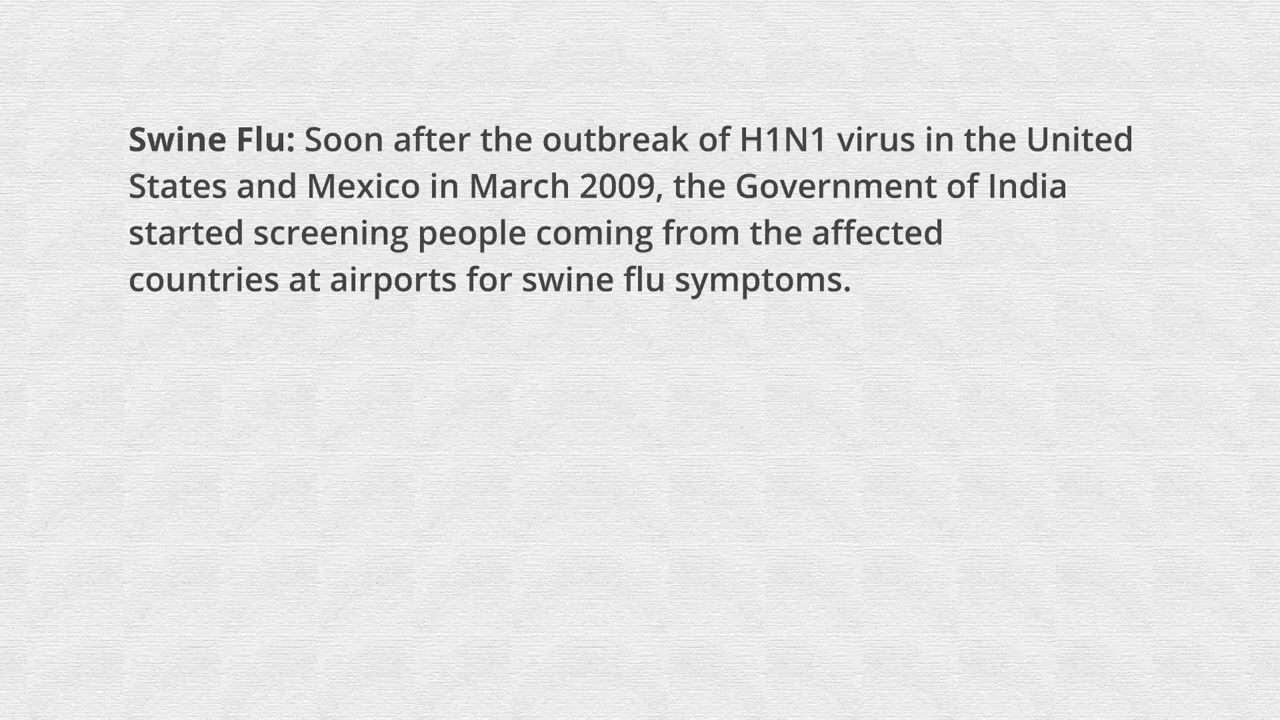 Swine Flu: Soon after the outbreak of H1N1 virus in the United
States and Mexico in March 2009, the Government of India
started screening people coming from the affected
countries at airports for swine flu symptoms.